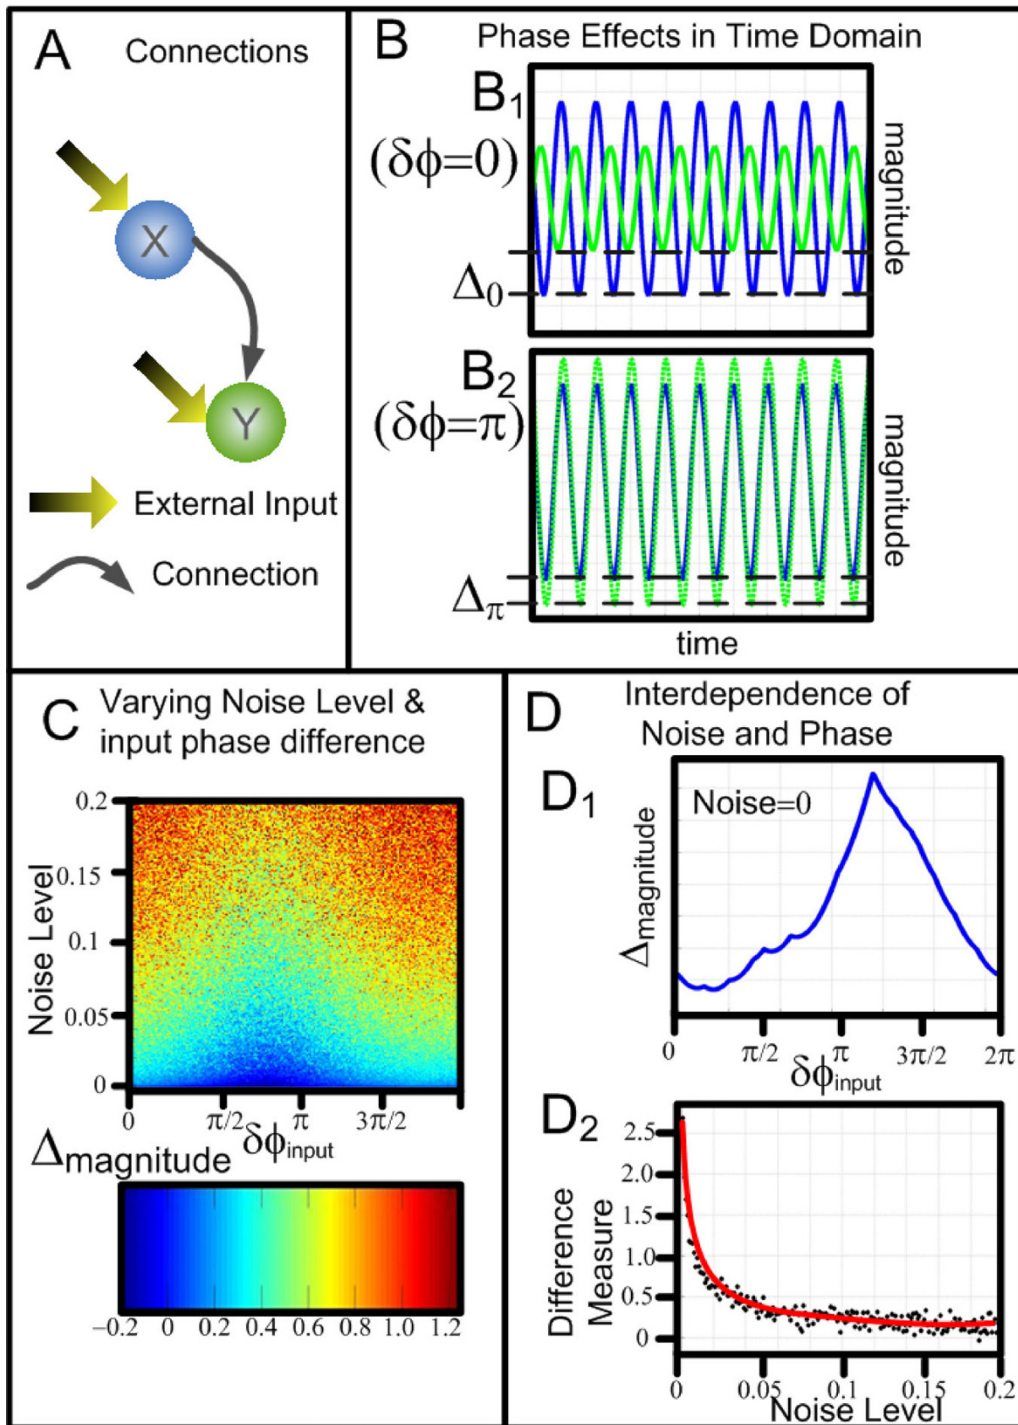 A
Connections
X
Y
External Input
Connection
B
Phase Effects in Time Domain
B1
(δϕ=0)
magnitude
Δ0
B2
(δϕ=π)
magnitude
Δπ
time
C
Varying Noise Level &
input phase difference
0.2
0.15
0.1
0.05
0
Noise Level
0
π/2
π
3π/2
δϕinput
Δmagnitude
−0.2
0
0.2
0.4
0.6
0.8
1.0
1.2
D
Interdependence of
Noise and Phase
D1
Noise=0
Δmagnitude
0
π/2
π
3π/2
2π
δϕinput
D2
2.5
2.0
1.5
1.0
0.5
0
Difference
Measure
0
0.05
0.1
0.15
0.2
Noise Level